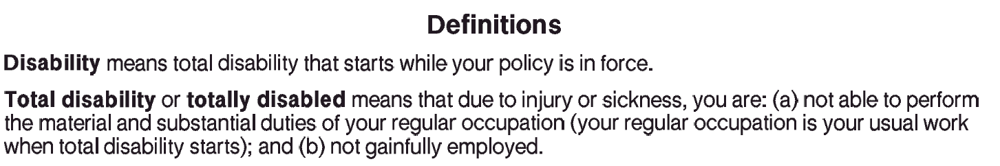 Definitions
Disability means total disability that starts while your policy is in force.
Total disability or totally disabled means that due to injury or sickness, you are: (a) not able to perform
the material and substantial duties of your regular occupation (your regular occupation is your usual work
when total disability starts); and (b) not gainfully employed.